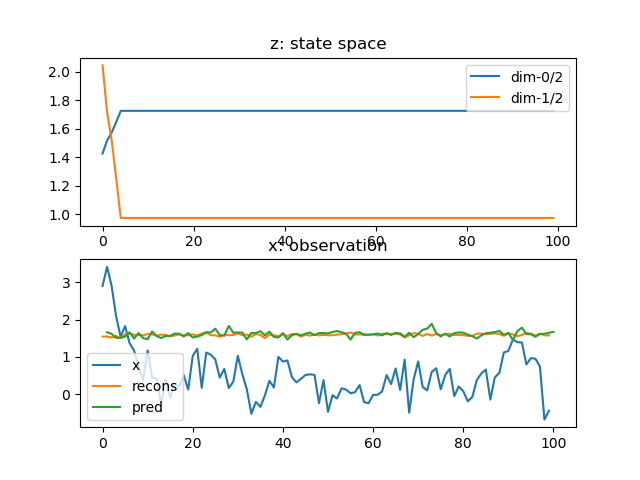 z: state space
2.0
1.8
1.6
1.4
1.2
1.0
dim-0/2
dim-1/2
0 20 40 60 80 100
x: observation
3
2
1
0
x
recons
pred
0 20 40 60 80 100